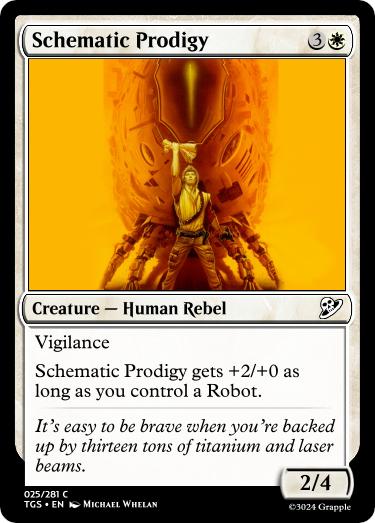 Schematic Prodigy 3
Creature — Human Rebel
Vigilance
Schematic Prodigy gets +2/+0 as
long as you control a Robot.
It's easy to be brave when you're backed
up by thirteen tons of titanium and laser
beams.
2/4
025/281 C
TGS • EN Michael Whelan
©3024 Grapple